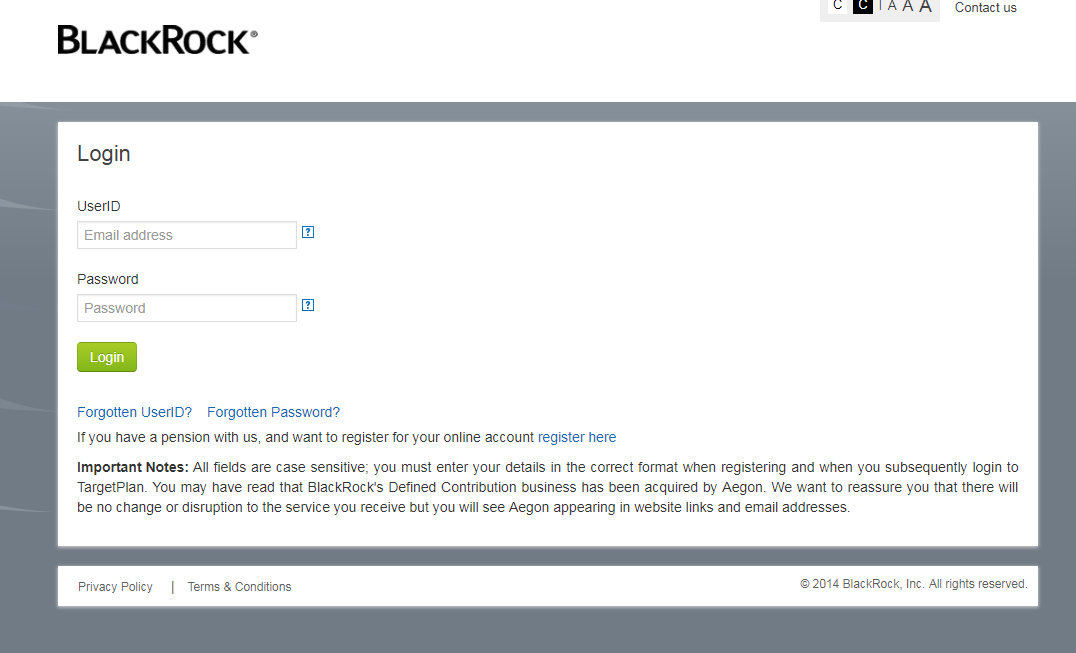 C C A A A Contact us
BLACKROCK®
Login
UserID
Email address ?
Password
Password ?
Login
Forgotten UserID? Forgotten Password?
If you have a pension with us, and want to register for your online account register here
Important Notes: All fields are case sensitive; you must enter your details in the correct format when registering and when you subsequently login to
TargetPlan. You may have read that BlackRock's Defined Contribution business has been acquired by Aegon. We want to reassure you that there will
be no change or disruption to the service you receive but you will see Aegon appearing in website links and email addresses.
Privacy Policy | Terms & Conditions © 2014 BlackRock, Inc. All rights reserved.